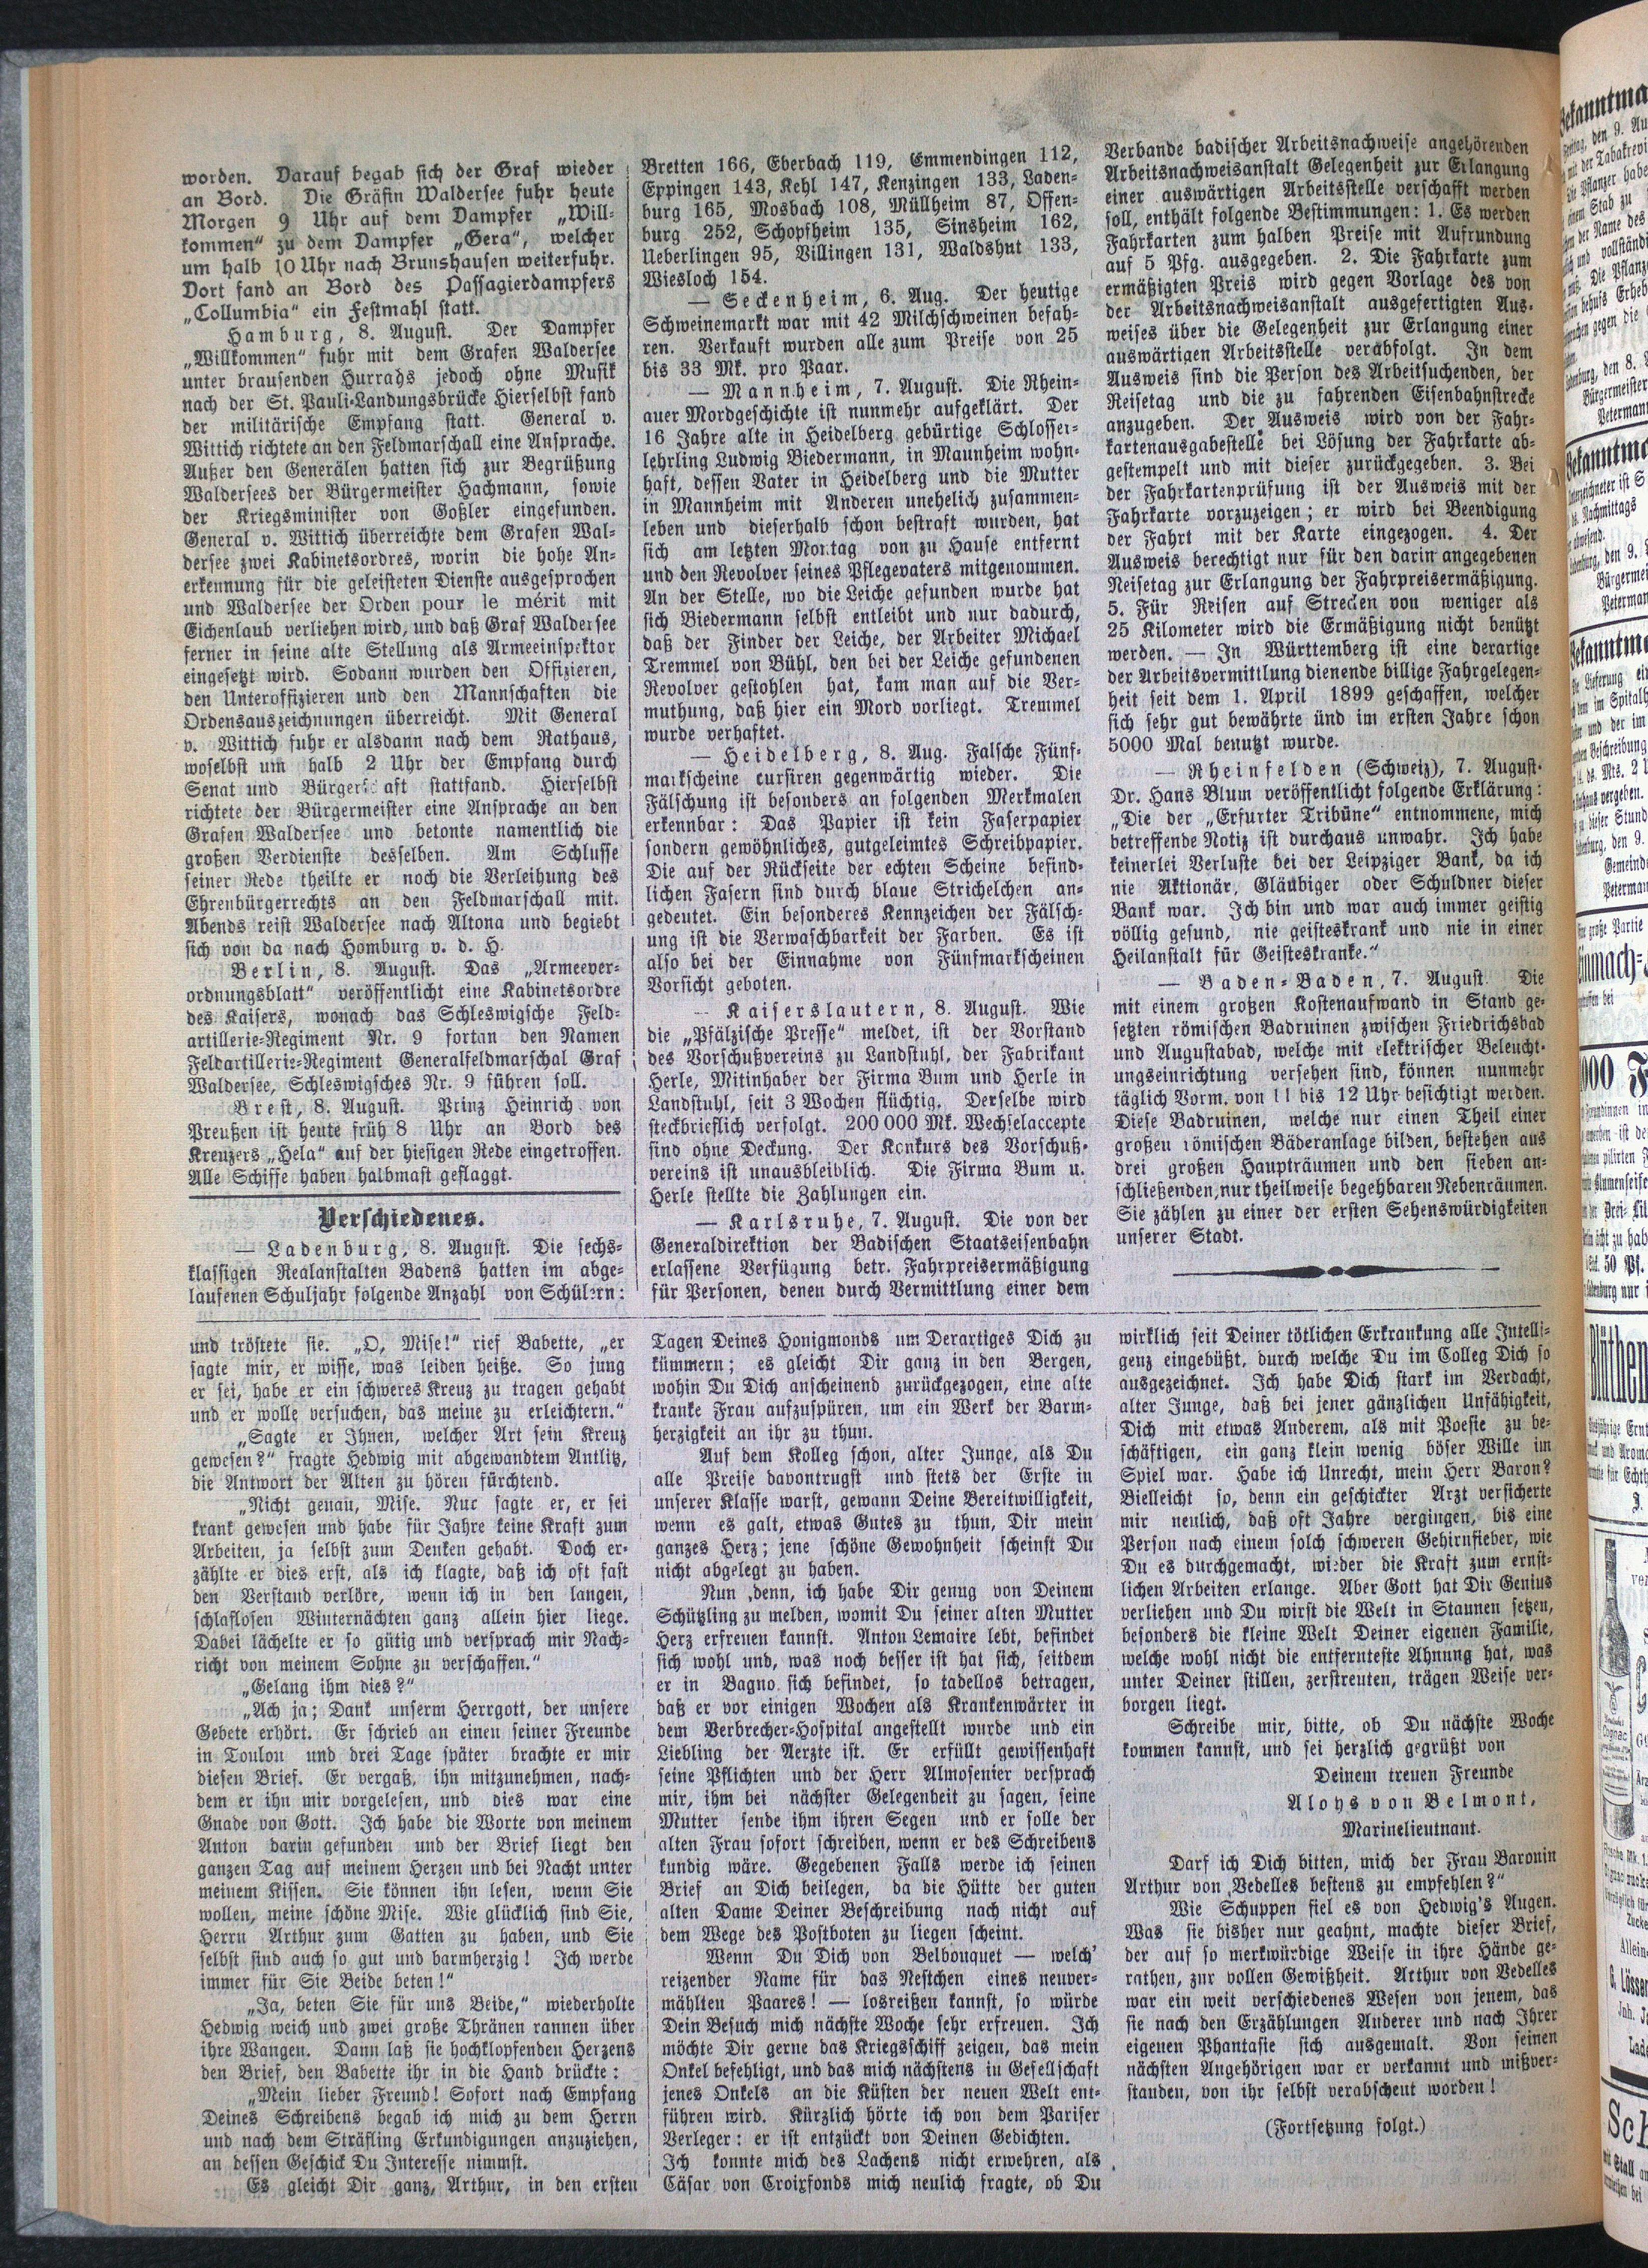 worden. Darauf begab sich der Graf wieder
an Bord. Die Gräfin Waldersee fuhr heute
Morgen 9 Uhr auf dem Dampfer „Will-
kommen“ zu dem Dampfer „Gera“, welcher
um halb 10 Uhr nach Brunshausen weiterfuhr.
Dort fand an Bord des Passagierdampfers
„Collumbia“ ein Festmahl statt.
Hamburg, 8. August. Der Dampfer
„Willkommen“ fuhr mit dem Grafen Waldersee
unter brausenden Hurrahs jedoch ohne Musik
nach der St. Pauli-Landungsbrücke Hierselbst fand
der militärische Empfang statt. General v.
Wittich richtete an den Feldmarschall eine Ansprache.
Außer den Generälen hatten sich zur Begrüßung
Waldersees der Bürgermeister Hachmann, sowie
der Kriegsminister von Goßler eingefunden.
General v. Wittich überreichte dem Grafen Wal-
dersee zwei Kabinetsordres, worin die hohe An-
erkennung für die geleisteten Dienste ausgesprochen
und Waldersee der Orden pour le mérit mit
Eichenlaub verliehen wird, und daß Graf Waldersee
ferner in seine alte Stellung als Armeeinspektor
eingesetzt wird. Sodann wurden den Offizieren,
den Unteroffizieren und den Mannschaften die
Ordensauszeichnungen überreicht. Mit General
v. Wittich fuhr er alsdann nach dem Rathaus,
woselbst um halb 2 Uhr der Empfang durch
Senat und stattfand. Hierselbst
richtete der Bürgermeister eine Ansprache an den
Grafen Waldersee und betonte namentlich die
großen Verdienste desselben. Am Schlusse
seiner Rede theilte er noch die Verleihung des
Ehrenbürgerrechts an den Feldmarschall mit.
Abends reist Waldersee nach Altona und begiebt
sich von da nach Homburg v. d. H.
Berlin, 8. August. Das „Armeever-
ordnungsblatt“ veröffentlicht eine Kabinetsordre
des Kaisers, wonach das Schleswigsche Feld-
artillerie-Regiment Nr. 9 fortan den Namen
Feldartillerie-Regiment Generalfeldmarschal Graf
Waldersee, Schleswigsches Nr. 9 führen soll.
Brest, 8. August. Prinz Heinrich von
Preußen ist heute früh 8 Uhr an Bord des
Kreuzers „Hela“ auf der hiesigen Rede eingetroffen.
Alle Schiffe haben halbmast geflaggt.
Verschiedenes.
— Ladenburg, 8. August. Die sechs-
klassigen Realanstalten Badens hatten im abge-
laufenen Schuljahr folgende Anzahl von Schülern:
Bretten 166, Eberbach 119, Emmendingen 112,
Eppingen 143, Kehl 147, Kenzingen 133, Laden-
burg 165, Mosbach 108, Müllheim 87, Offen-
burg 252, Schopfheim 135, Sinsheim 162,
Ueberlingen 95, Villingen 131, Waldshut 133,
Wiesloch 154.
— Seckenheim, 6. Aug. Der heutige
Schweinemarkt war mit 42 Milchschweinen befah-
ren. Verkauft wurden alle zum Preise von 25
bis 33 Mk. pro Paar.
— Mannheim, 7. August. Die Rhein-
auer Mordgeschichte ist nunmehr aufgeklärt. Der
16 Jahre alte in Heidelberg gebürtige Schlosser-
lehrling Ludwig Biedermann, in Mannheim wohn-
haft, dessen Vater in Heidelberg und die Mutter
in Mannheim mit Anderen unehelich zusammen-
leben und dieserhalb schon bestraft wurden, hat
sich am letzten Montag von zu Hause entfernt
und den Revolver seines Pflegevaters mitgenommen.
An der Stelle, wo die Leiche gefunden wurde hat
sich Biedermann selbst entleibt und nur dadurch,
daß der Finder der Leiche, der Arbeiter Michael
Tremmel von Bühl, den bei der Leiche gefundenen
Revolver gestohlen hat, kam man auf die Ver-
muthung, daß hier ein Mord vorliegt. Tremmel
wurde verhaftet.
— Heidelberg, 8. Aug. Falsche Fünf-
markscheine cursiren gegenwärtig wieder. Die
Fälschung ist besonders an folgenden Merkmalen
erkennbar: Das Papier ist kein Faserpapier
sondern gewöhnliches, gutgeleimtes Schreibpapier.
Die auf der Rückseite der echten Scheine befind-
lichen Fasern sind durch blaue Strichelchen an-
gedeutet. Ein besonderes Kennzeichen der Fälsch-
ung ist die Verwaschbarkeit der Farben. Es ist
also bei der Einnahme von Fünfmarkscheinen
Vorsicht geboten.
— Kaiserslautern, 8. August. Wie
die „Pfälzische Presse“ meldet, ist der Vorstand
des Vorschußvereins zu Landstuhl, der Fabrikant
Herle, Mitinhaber der Firma Bum und Herle in
Landstuhl, seit 3 Wochen flüchtig. Derselbe wird
steckbrieflich verfolgt. 200 000 Mk. Wechselaccepte
sind ohne Deckung. Der Konkurs des Vorschuß-
vereins ist unausbleiblich. Die Firma Bum u.
Herle stellte die Zahlungen ein.
— Karlsruhe, 7. August. Die von der
Generaldirektion der Badischen Staatseisenbahn
erlassene Verfügung betr. Fahrpreisermäßigung
für Personen, denen durch Vermittlung einer dem
Verbande badischer Arbeitsnachweise angehörenden
Arbeitsnachweisanstalt Gelegenheit zur Erlangung
einer auswärtigen Arbeitsstelle verschafft werden
soll, enthält folgende Bestimmungen: 1. Es werden
Fahrkarten zum halben Preise mit Aufrundung
auf 5 Pfg. ausgegeben. 2. Die Fahrkarte zum
ermäßigten Preis wird gegen Vorlage des von
der Arbeitsnachweisanstalt ausgefertigten Aus-
weises über die Gelegenheit zur Erlangung einer
auswärtigen Arbeitsstelle verabfolgt. In dem
Ausweis sind die Person des Arbeitsuchenden, der
Reisetag und die zu fahrenden Eisenbahnstrecke
anzugeben. Der Ausweis wird von der Fahr-
kartenausgabestelle bei Lösung der Fahrkarte ab-
gestempelt und mit dieser zurückgegeben. 3. Bei
der Fahrkartenprüfung ist der Ausweis mit der
Fahrkarte vorzuzeigen; er wird bei Beendigung
der Fahrt mit der Karte eingezogen. 4. Der
Ausweis berechtigt nur für den darin angegebenen
Reisetag zur Erlangung der Fahrpreisermäßigung.
5. Für Reisen auf Strecken von weniger als
25 Kilometer wird die Ermäßigung nicht benützt
werden. — In Württemberg ist eine derartige
der Arbeitsvermittlung dienende billige Fahrgelegen-
heit seit dem 1. April 1899 geschaffen, welcher
sich sehr gut bewährte ünd im ersten Jahre schon
5000 Mal benutzt wurde.
— Rheinfelden (Schweiz), 7. August.
Dr. Hans Blum veröffentlicht folgende Erklärung:
„Die der „Erfurter Tribüne“ entnommene, mich
betreffende Notiz ist durchaus unwahr. Ich habe
keinerlei Verluste bei der Leipziger Bank, da ich
nie Aktionär, Gläubiger oder Schuldner dieser
Bank war. Ich bin und war auch immer geistig
völlig gesund, nie geisteskrank und nie in einer
Heilanstalt für Geisteskranke.“
— Baden-Baden, 7. August. Die
mit einem großen Kostenaufwand in Stand ge-
setzten römischen Badruinen zwischen Friedrichsbad
und Augustabad, welche mit elektrischer Beleucht-
ungseinrichtung versehen sind, können nunmehr
täglich Vorm. von 11 bis 12 Uhr besichtigt werden.
Diese Badruinen, welche nur einen Theil einer
großen römischen Bäderanlage bilden, bestehen aus
drei großen Haupträumen und den sieben an-
schließenden, nur theilweise begehbaren Nebenräumen.
Sie zählen zu einer der ersten Sehenswürdigkeiten
unserer Stadt.
und tröstete sie. „O, Mise!“ rief Babette, „er
sagte mir, er wisse, was leiden heiße. So jung
er sei, habe er ein schweres Kreuz zu tragen gehabt
und er wolle versuchen, das meine zu erleichtern.“
„Sagte er Ihnen, welcher Art sein Kreuz
gewesen?“ fragte Hedwig mit abgewandtem Antlitz,
die Antwort der Alten zu hören fürchtend.
„Nicht genau, Mise. Nur sagte er, er sei
krank gewesen und habe für Jahre keine Kraft zum
Arbeiten, ja selbst zum Denken gehabt. Doch er-
zählte er dies erst, als ich klagte, daß ich oft fast
den Verstand verlöre, wenn ich in den langen,
schlaflosen Winternächten ganz allein hier liege.
Dabei lächelte er so gütig und versprach mir Nach-
richt von meinem Sohne zu verschaffen.“
„Gelang ihm dies?“
„Ach ja; Dank unserm Herrgott, der unsere
Gebete erhört. Er schrieb an einen seiner Freunde
in Toulon und drei Tage später brachte er mir
diesen Brief. Er vergaß, ihn mitzunehmen, nach-
dem er ihn mir vorgelesen, und dies war eine
Gnade von Gott. Ich habe die Worte von meinem
Anton darin gefunden und der Brief liegt den
ganzen Tag auf meinem Herzen und bei Nacht unter
meinem Kissen. Sie können ihn lesen, wenn Sie
wollen, meine schöne Mise. Wie glücklich sind Sie,
Herrn Arthur zum Gatten zu haben, und Sie
selbst sind auch so gut und barmherzig! Ich werde
immer für Sie Beide beten!“
„Ja, beten Sie für uns Beide,“ wiederholte
Hedwig weich und zwei große Thränen rannen über
ihre Wangen. Dann laß sie hochklopfenden Herzens
den Brief, den Babette ihr in die Hand drückte:
„Mein lieber Freund! Sofort nach Empfang
Deines Schreibens begab ich mich zu dem Herrn
und nach dem Sträfling Erkundigungen anzuziehen,
an dessen Geschick Du Interesse nimmst.
Es gleicht Dir ganz, Arthur, in den ersten
Tagen Deines Honigmonds um Derartiges Dich zu
kümmern; es gleicht Dir ganz in den Bergen,
wohin Du Dich anscheinend zurückgezogen, eine alte
kranke Frau aufzuspüren, um ein Werk der Barm-
herzigkeit an ihr zu thun.
Auf dem Kolleg schon, alter Junge, als Du
alle Preise davontrugst und stets der Erste in
unserer Klasse warst, gewann Deine Bereitwilligkeit,
wenn es galt, etwas Gutes zu thun, Dir mein
ganzes Herz; jene schöne Gewohnheit scheinst Du
nicht abgelegt zu haben.
Nun denn, ich habe Dir genug von Deinem
Schützling zu melden, womit Du seiner alten Mutter
Herz erfreuen kannst. Anton Lemaire lebt, befindet
sich wohl und, was noch besser ist hat sich, seitdem
er in Bagno sich befindet, so tadellos betragen,
daß er vor einigen Wochen als Krankenwärter in
dem Verbrecher-Hospital angestellt wurde und ein
Liebling der Aerzte ist. Er erfüllt gewissenhaft
seine Pflichten und der Herr Almosenier versprach
mir, ihm bei nächster Gelegenheit zu sagen, seine
Mutter sende ihm ihren Segen und er solle der
alten Frau sofort schreiben, wenn er des Schreibens
kundig wäre. Gegebenen Falls werde ich seinen
Brief an Dich beilegen, da die Hütte der guten
alten Dame Deiner Beschreibung nach nicht auf
dem Wege des Postboten zu liegen scheint.
Wenn Du Dich von Belbouquet — welch'
reizender Name für das Nestchen eines neuver-
mählten Paares! — losreißen kannst, so würde
Dein Besuch mich nächste Woche sehr erfreuen. Ich
möchte Dir gerne das Kriegsschiff zeigen, das mein
Onkel befehligt, und das mich nächstens in Gesellschaft
jenes Onkels an die Küsten der neuen Welt ent-
führen wird. Kürzlich hörte ich von dem Pariser
Verleger: er ist entzückt von Deinen Gedichten.
Ich konnte mich des Lachens nicht erwehren, als
Cäsar von Croixfonds mich neulich fragte, ob Du
wirklich seit Deiner tötlichen Erkrankung alle Intelli-
genz eingebüßt, durch welche Du im Colleg Dich so
ausgezeichnet. Ich habe Dich stark im Verdacht,
alter Junge, daß bei jener gänzlichen Unfähigkeit,
Dich mit etwas Anderem, als mit Poesie zu be-
schäftigen, ein ganz klein wenig böser Wille im
Spiel war. Habe ich Unrecht, mein Herr Baron?
Vielleicht so, denn ein geschickter Arzt versicherte
mir neulich, daß oft Jahre vergingen, bis eine
Person nach einem solch schweren Gehirnfieber, wie
Du es durchgemacht, wieder die Kraft zum ernst-
lichen Arbeiten erlange. Aber Gott hat Dir Genius
verliehen und Du wirst die Welt in Staunen setzen,
besonders die kleine Welt Deiner eigenen Familie,
welche wohl nicht die entfernteste Ahnung hat, was
unter Deiner stillen, zerstreuten, trägen Weise ver-
borgen liegt.
Schreibe mir, bitte, ob Du nächste Woche
kommen kannst, und sei herzlich gegrüßt von
Deinem treuen Freunde
Aloys von Belmont,
Marinelieutnant.
Darf ich Dich bitten, mich der Frau Baronin
Arthur von Vedelles bestens zu empfehlen?“
Wie Schuppen fiel es von Hedwig's Augen.
Was sie bisher nur geahnt, machte dieser Brief,
der auf so merkwürdige Weise in ihre Hände ge-
rathen, zur vollen Gewißheit. Arthur von Vedelles
war ein weit verschiedenes Wesen von jenem, das
sie nach den Erzählungen Anderer und nach Ihrer
eigenen Phantasie sich ausgemalt. Von seinen
nächsten Angehörigen war er verkannt und mißver-
standen, von ihr selbst verabscheut worden!
(Fortsetzung folgt.)